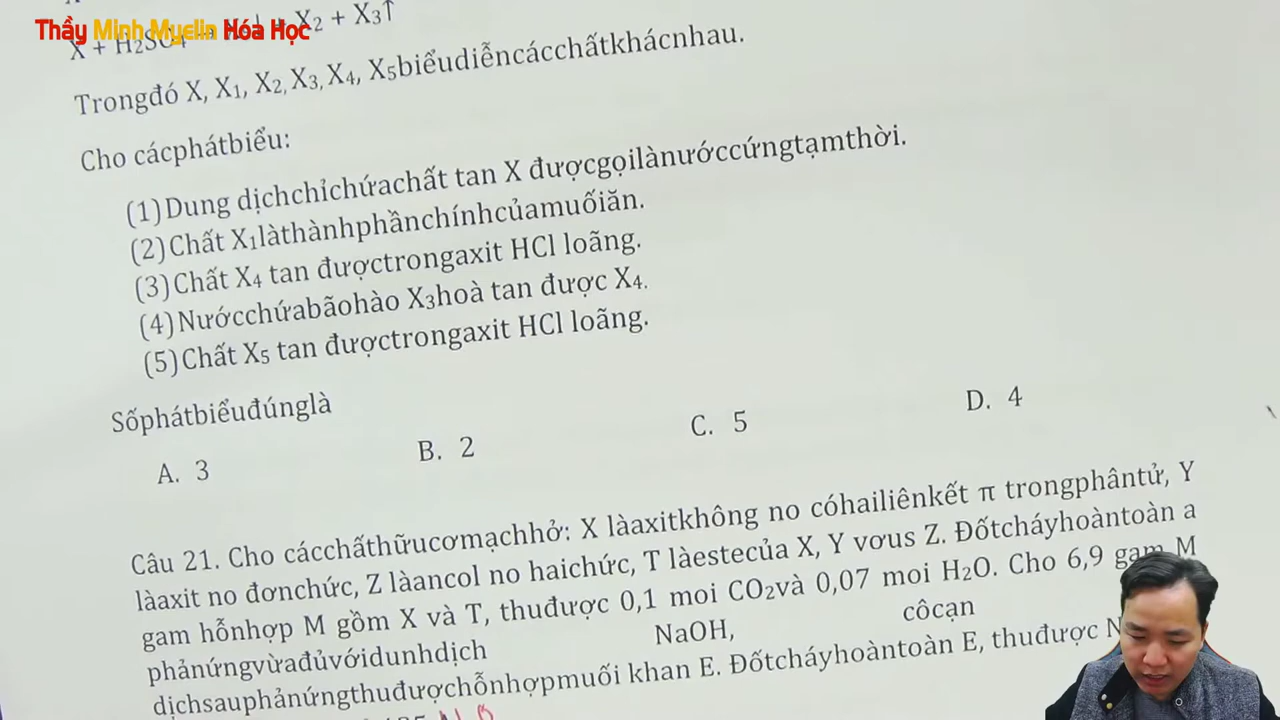 Thầy Minh Myelin Hóa Học
X + H2SO4 X2 + X3↑
Trongđó X, X1, X2, X3, X4, X5biểudiễncácchấtkhácnhau.
Cho cácphátbiểu:
(1)Dung dịchchỉchứachất tan X đượcgọilànướccứngtạmthời.
(2)Chất X1làthànhphầnchínhcủamuốiăn.
(3)Chất X4 tan đượctrongaxit HCl loãng.
(4)Nướcchứabãohào X3hoà tan được X4.
(5)Chất X5 tan đượctrongaxit HCl loãng.
Sốphátbiểuđúnglà
A. 3 B. 2 C. 5 D. 4
Câu 21. Cho cácchấthữucơmạchhở: X làaxitkhông no cóhailiênkết π trongphântử, Y
làaxit no đơnchức, Z làancol no haichức, T làestecủa X, Y vơus Z. Đốtcháyhoàntoàn a
gam hỗnhợp M gồm X và T, thuđược 0,1 moi CO2và 0,07 moi H2O. Cho 6,9 gam M
phảnứngvừađủvớidunhdịch NaOH, côcạn
dịchsauphảnứngthuđượchỗnhợpmuối khan E. Đốtcháyhoàntoàn E, thuđược